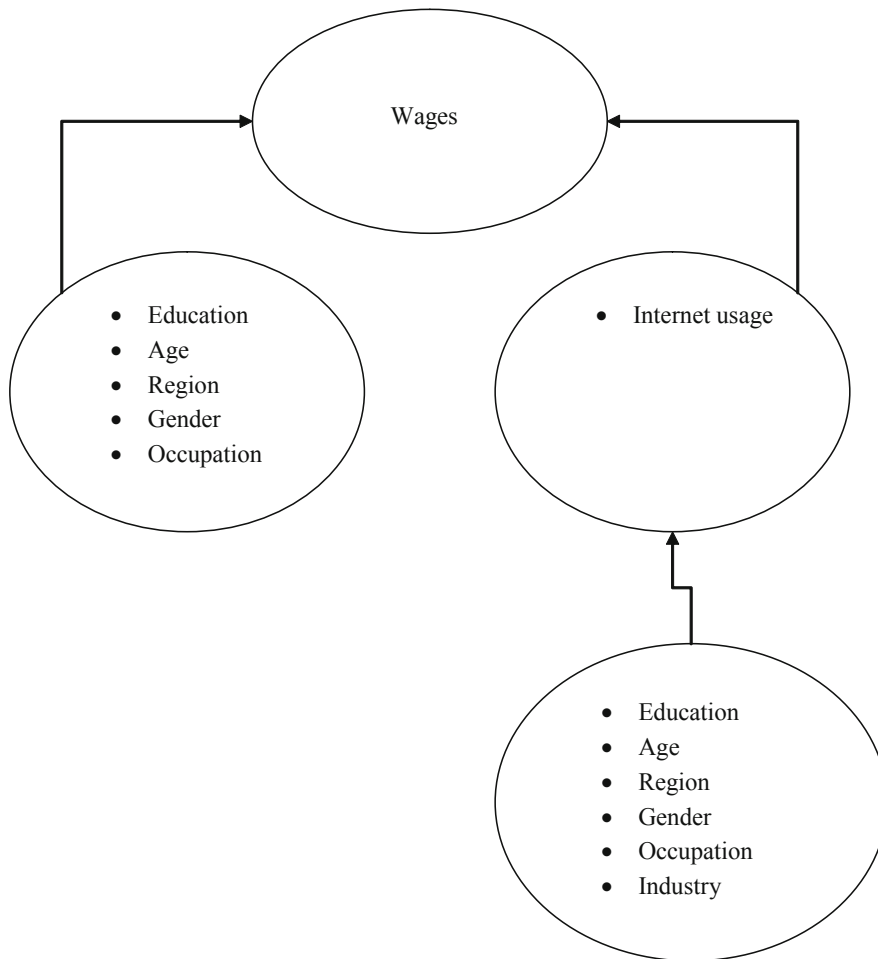 Wages
• Education
• Age
• Region
• Gender
• Occupation
• Internet usage
• Education
• Age
• Region
• Gender
• Occupation
• Industry